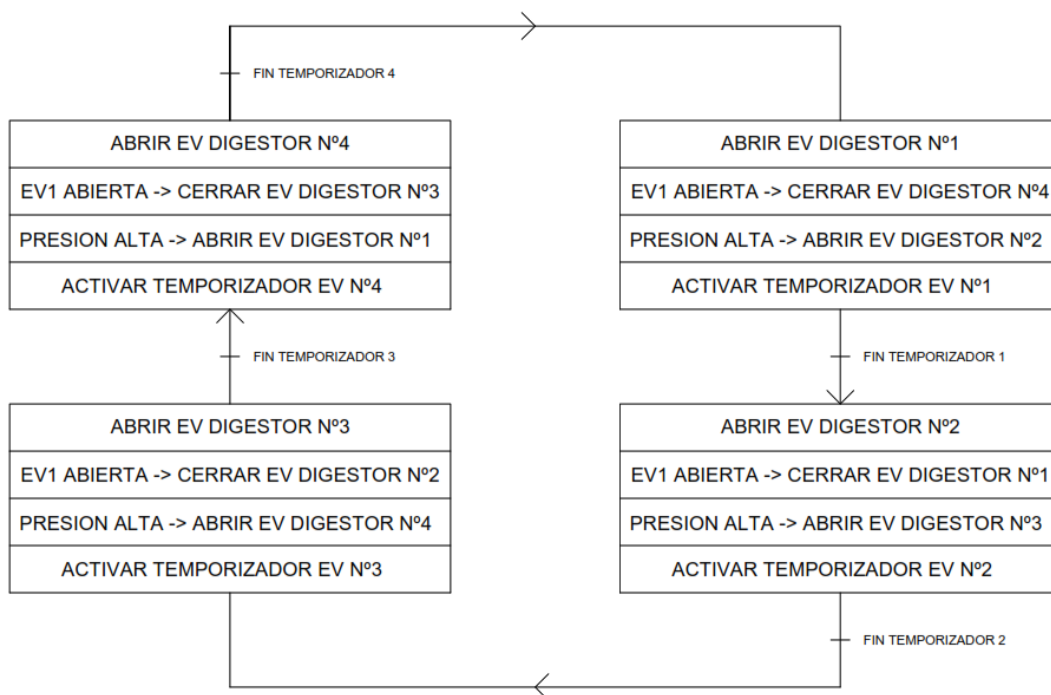 FIN TEMPORIZADOR 4
ABRIR EV DIGESTOR Nº4
EV1 ABIERTA -> CERRAR EV DIGESTOR Nº3
PRESION ALTA -> ABRIR EV DIGESTOR Nº1
ACTIVAR TEMPORIZADOR EV Nº4
ABRIR EV DIGESTOR Nº1
EV1 ABIERTA -> CERRAR EV DIGESTOR Nº4
PRESION ALTA -> ABRIR EV DIGESTOR Nº2
ACTIVAR TEMPORIZADOR EV Nº1
FIN TEMPORIZADOR 3
FIN TEMPORIZADOR 1
ABRIR EV DIGESTOR Nº3
EV1 ABIERTA -> CERRAR EV DIGESTOR Nº2
PRESION ALTA -> ABRIR EV DIGESTOR Nº4
ACTIVAR TEMPORIZADOR EV Nº3
ABRIR EV DIGESTOR Nº2
EV1 ABIERTA -> CERRAR EV DIGESTOR Nº1
PRESION ALTA -> ABRIR EV DIGESTOR Nº3
ACTIVAR TEMPORIZADOR EV Nº2
FIN TEMPORIZADOR 2